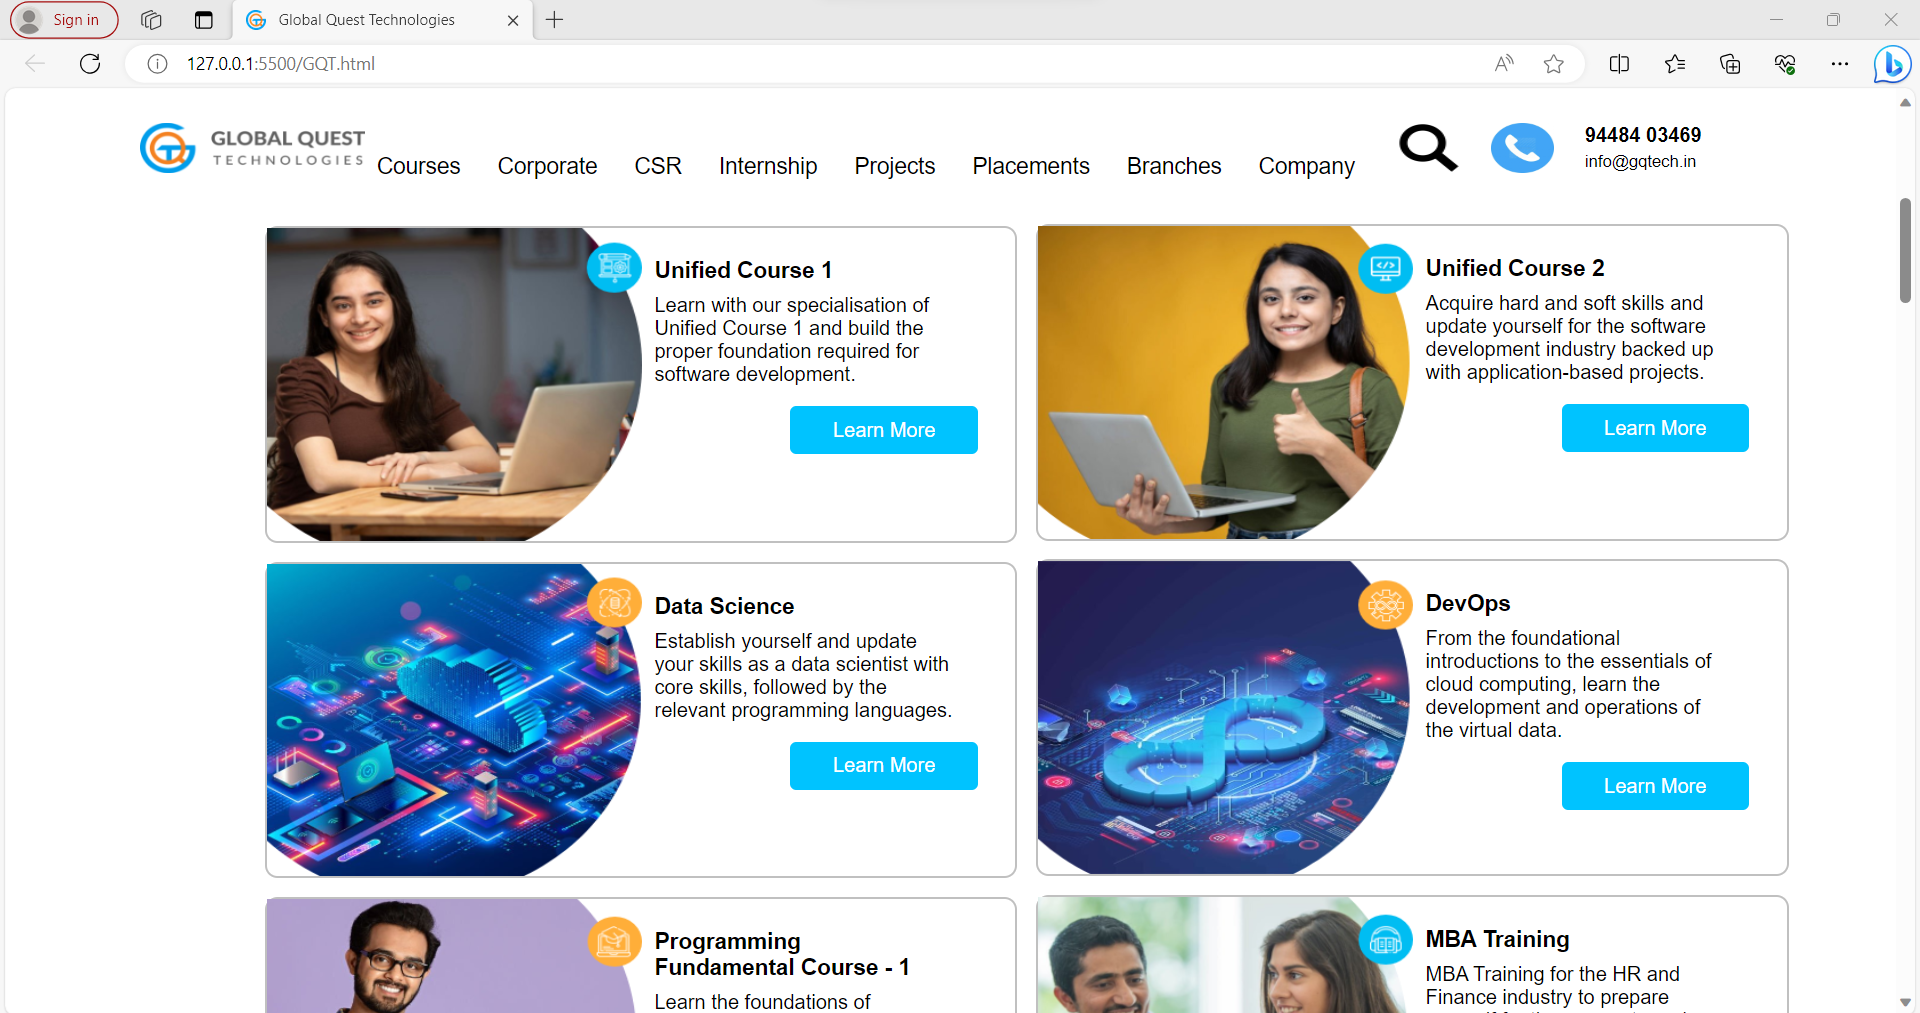 Sign in
Global Quest Technologies
127.0.0.1:5500/GQT.html
GLOBAL QUEST
TECHNOLOGIES
Courses Corporate CSR Internship Projects Placements Branches Company
94484 03469
info@gqtech.in
Unified Course 1
Learn with our specialisation of
Unified Course 1 and build the
proper foundation required for
software development.
Learn More
Unified Course 2
Acquire hard and soft skills and
update yourself for the software
development industry backed up
with application-based projects.
Learn More
Data Science
Establish yourself and update
your skills as a data scientist with
core skills, followed by the
relevant programming languages.
Learn More
DevOps
From the foundational
introductions to the essentials of
cloud computing, learn the
development and operations of
the virtual data.
Learn More
Programming
Fundamental Course - 1
Learn the foundations of
MBA Training
MBA Training for the HR and
Finance industry to prepare